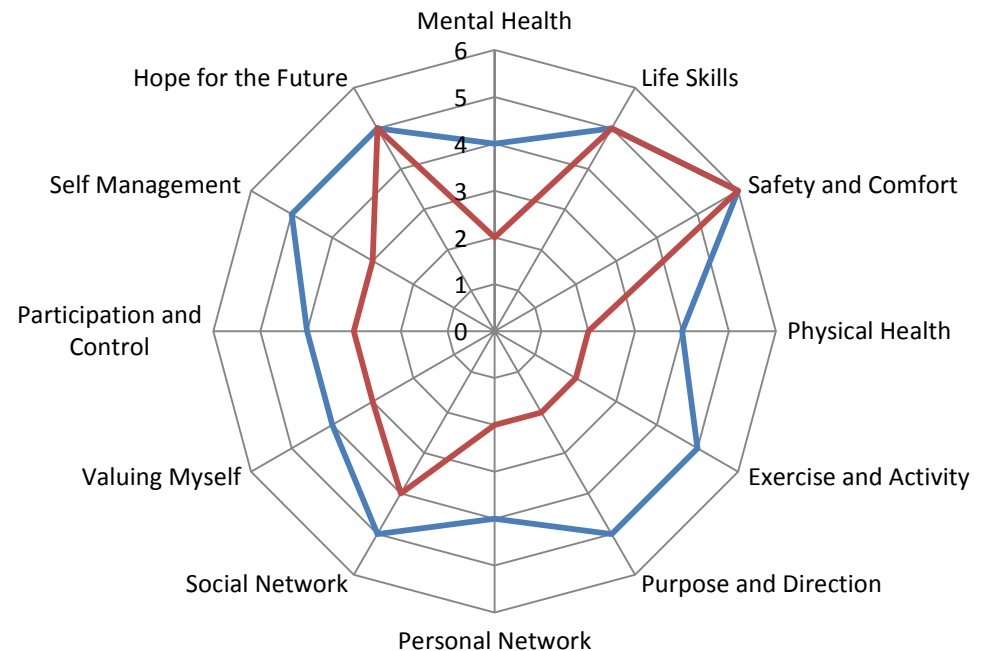 Mental Health
6
Hope for the Future
Life Skills
5
4
Self Management
Safety and Comfort
3
2
1
Participation and
Control
0
Physical Health
Valuing Myself
Exercise and Activity
Social Network
Purpose and Direction
Personal Network